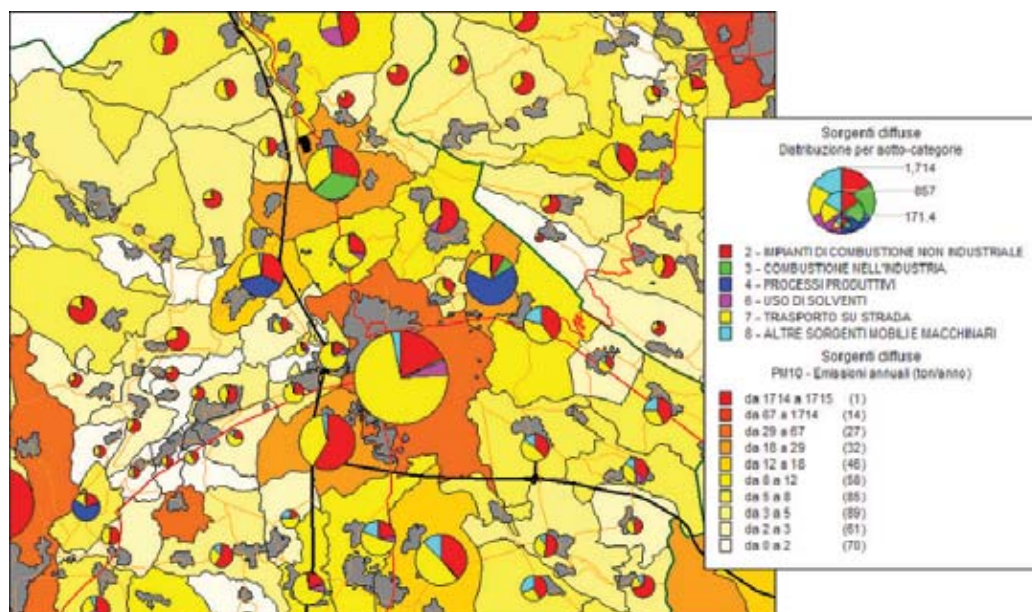 Sorgenti diffuse
Distribuzione per sotto-categorie
1,714
857
171.4
2 - IMPIANTI DI COMBUSTIONE NON INDUSTRIALE
3 - COMBUSTIONE NELL'INDUSTRIA
4 - PROCESSI PRODUTTIVI
6 - USO DI SOLVENTI
7 - TRASPORTO SU STRADA
8 - ALTRE SORGENTI MOBILI E MACCHINARI
Sorgenti diffuse
PM10 - Emissioni annuali (ton/anno)
da 1714 a 1715 (1)
da 67 a 1714 (14)
da 29 a 67 (27)
da 18 a 29 (32)
da 12 a 18 (46)
da 8 a 12 (58)
da 5 a 8 (85)
da 3 a 5 (89)
da 2 a 3 (61)
da 0 a 2 (70)